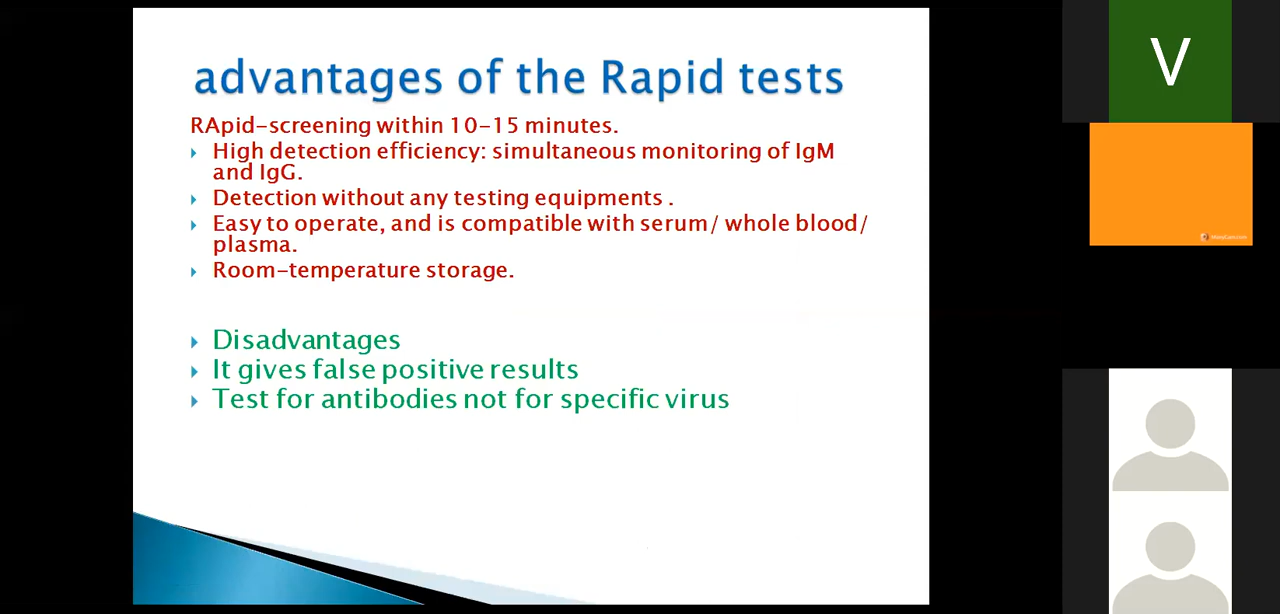 advantages of the Rapid tests
RApid-screening within 10-15 minutes.
High detection efficiency: simultaneous monitoring of IgM
and IgG.
Detection without any testing equipments .
Easy to operate, and is compatible with serum/ whole blood/
plasma.
Room-temperature storage.
Disadvantages
It gives false positive results
Test for antibodies not for specific virus
V
ManyCam.com